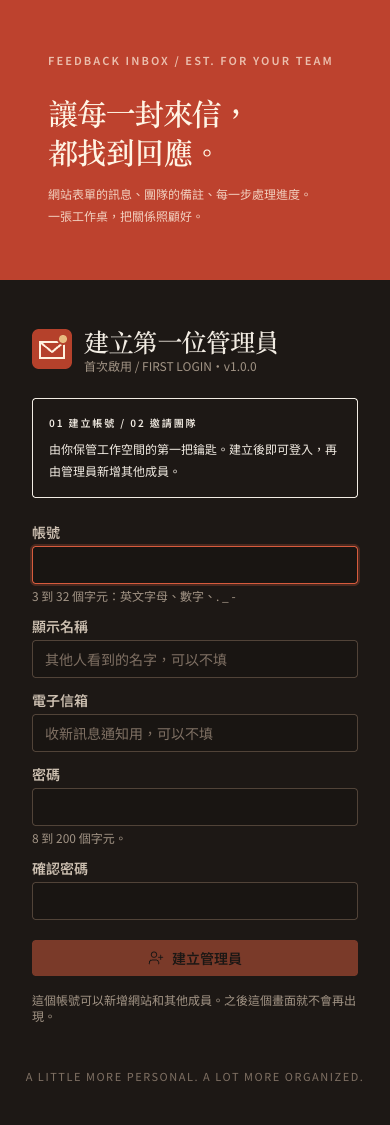 FEEDBACK INBOX / EST. FOR YOUR TEAM
讓每一封來信，
都找到回應。
網站表單的訊息、團隊的備註、每一步處理進度。
一張工作桌，把關係照顧好。
建立第一位管理員
首次啟用 / FIRST LOGIN・v1.0.0
01 建立帳號 / 02 邀請團隊
由你保管工作空間的第一把鑰匙。建立後即可登入，再
由管理員新增其他成員。
帳號
3 到 32 個字元：英文字母、數字、. _ -
顯示名稱
其他人看到的名字，可以不填
電子信箱
收新訊息通知用，可以不填
密碼
8 到 200 個字元。
確認密碼
建立管理員
這個帳號可以新增網站和其他成員。之後這個畫面就不會再出
現。
A LITTLE MORE PERSONAL. A LOT MORE ORGANIZED.